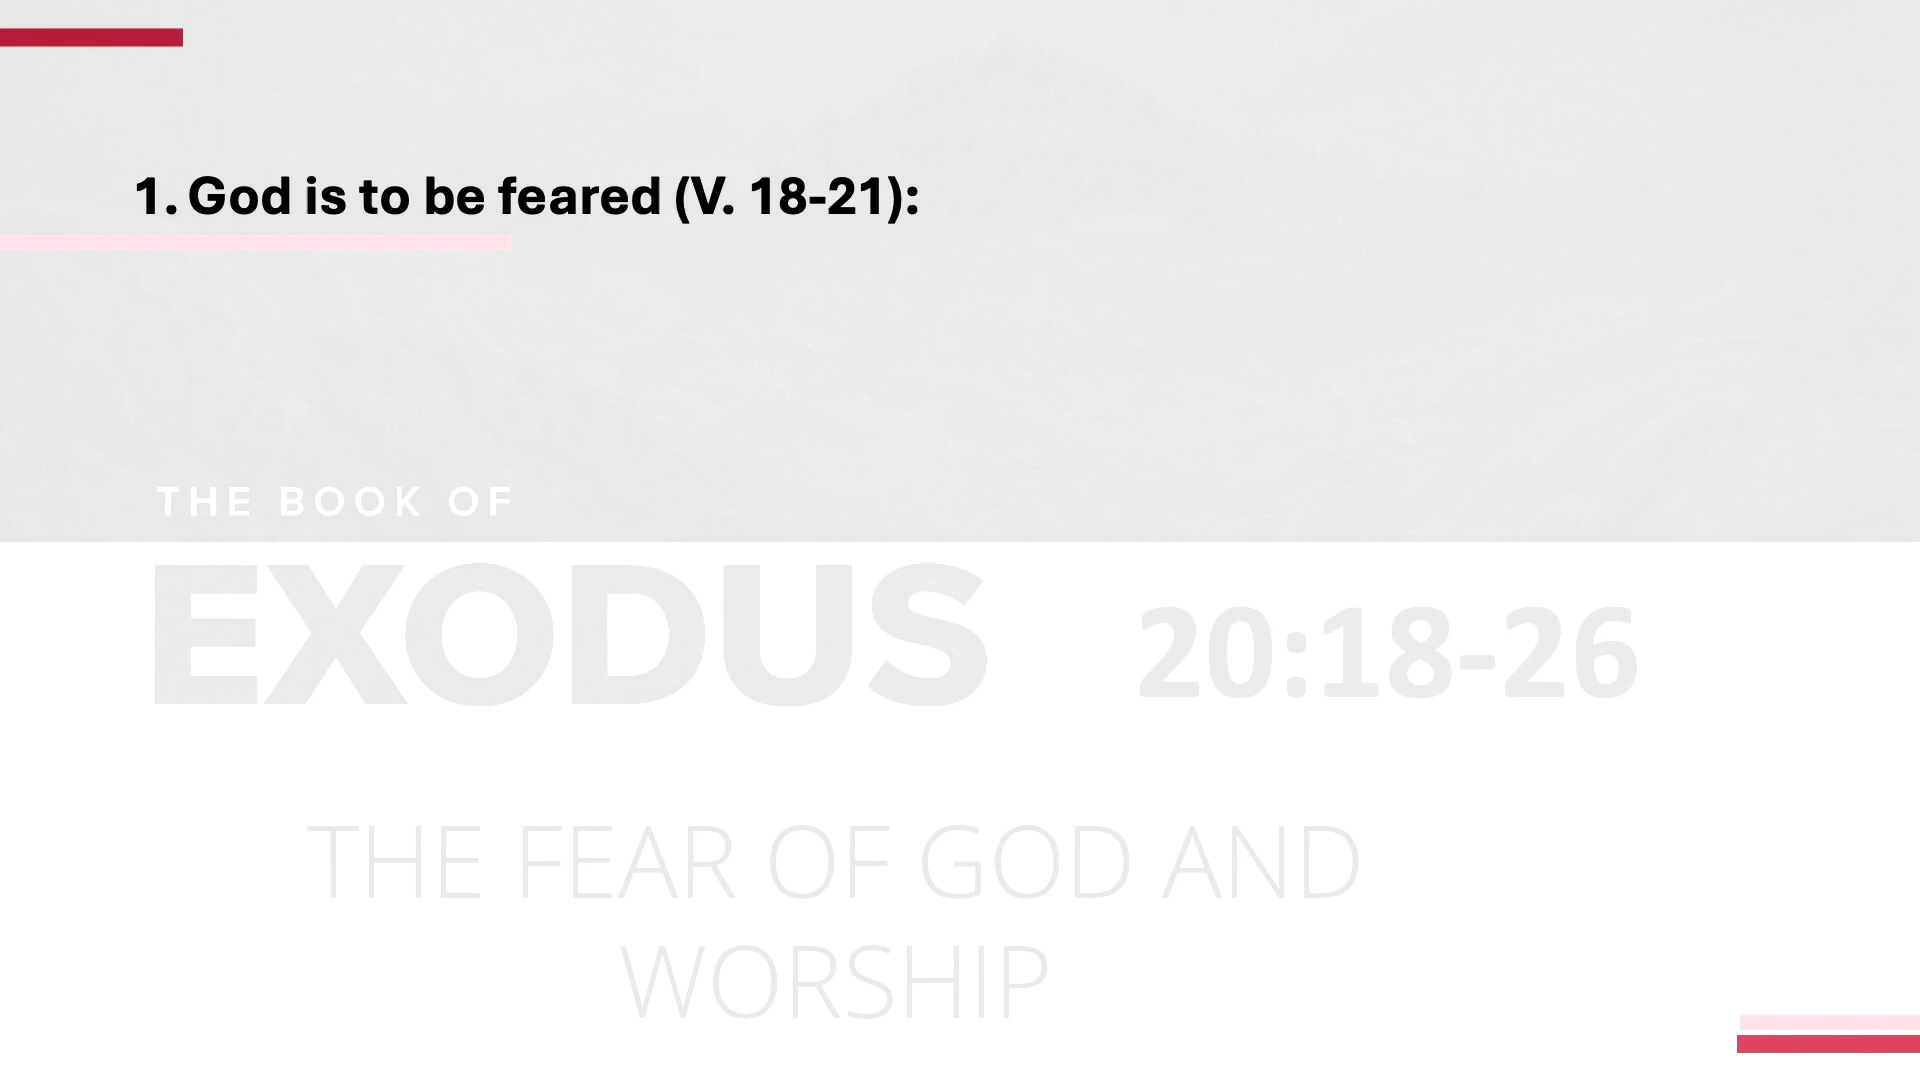 1. God is to be feared (V. 18-21):
THE BOOK OF
EXODUS 20:18-26
THE FEAR OF GOD AND
WORSHIP